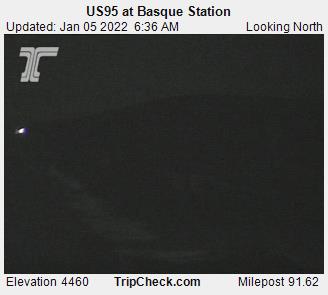 US95 at Basque Station
Updated: Jan 05 2022 6:36 AM Looking North
Elevation 4460 TripCheck.com Milepost 91.62